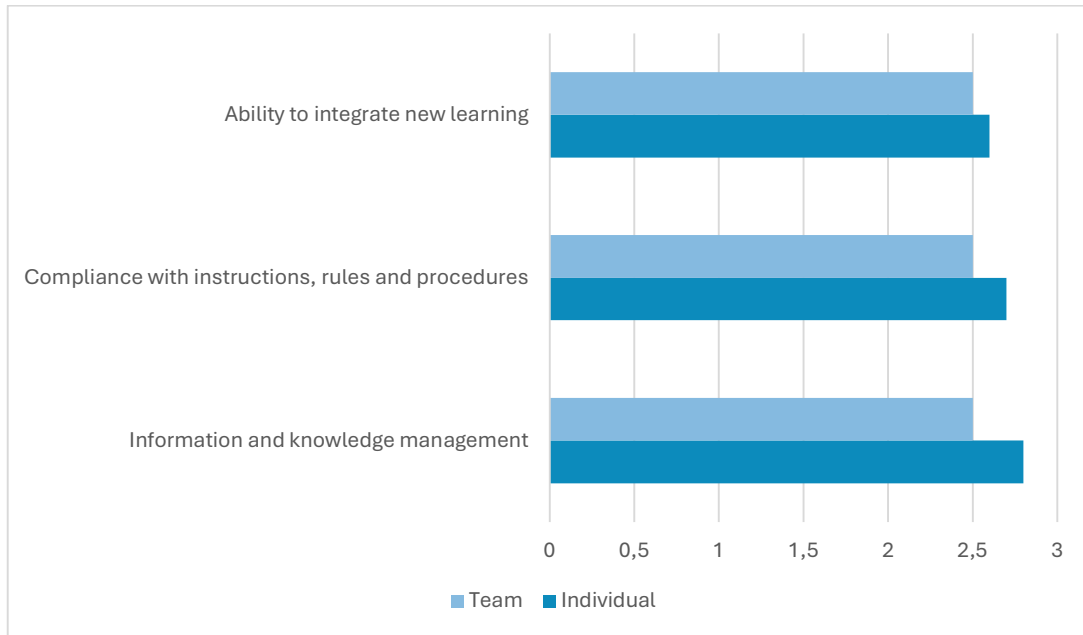 Ability to integrate new learning
Compliance with instructions, rules and procedures
Information and knowledge management
0 0,5 1 1,5 2 2,5 3
Team Individual